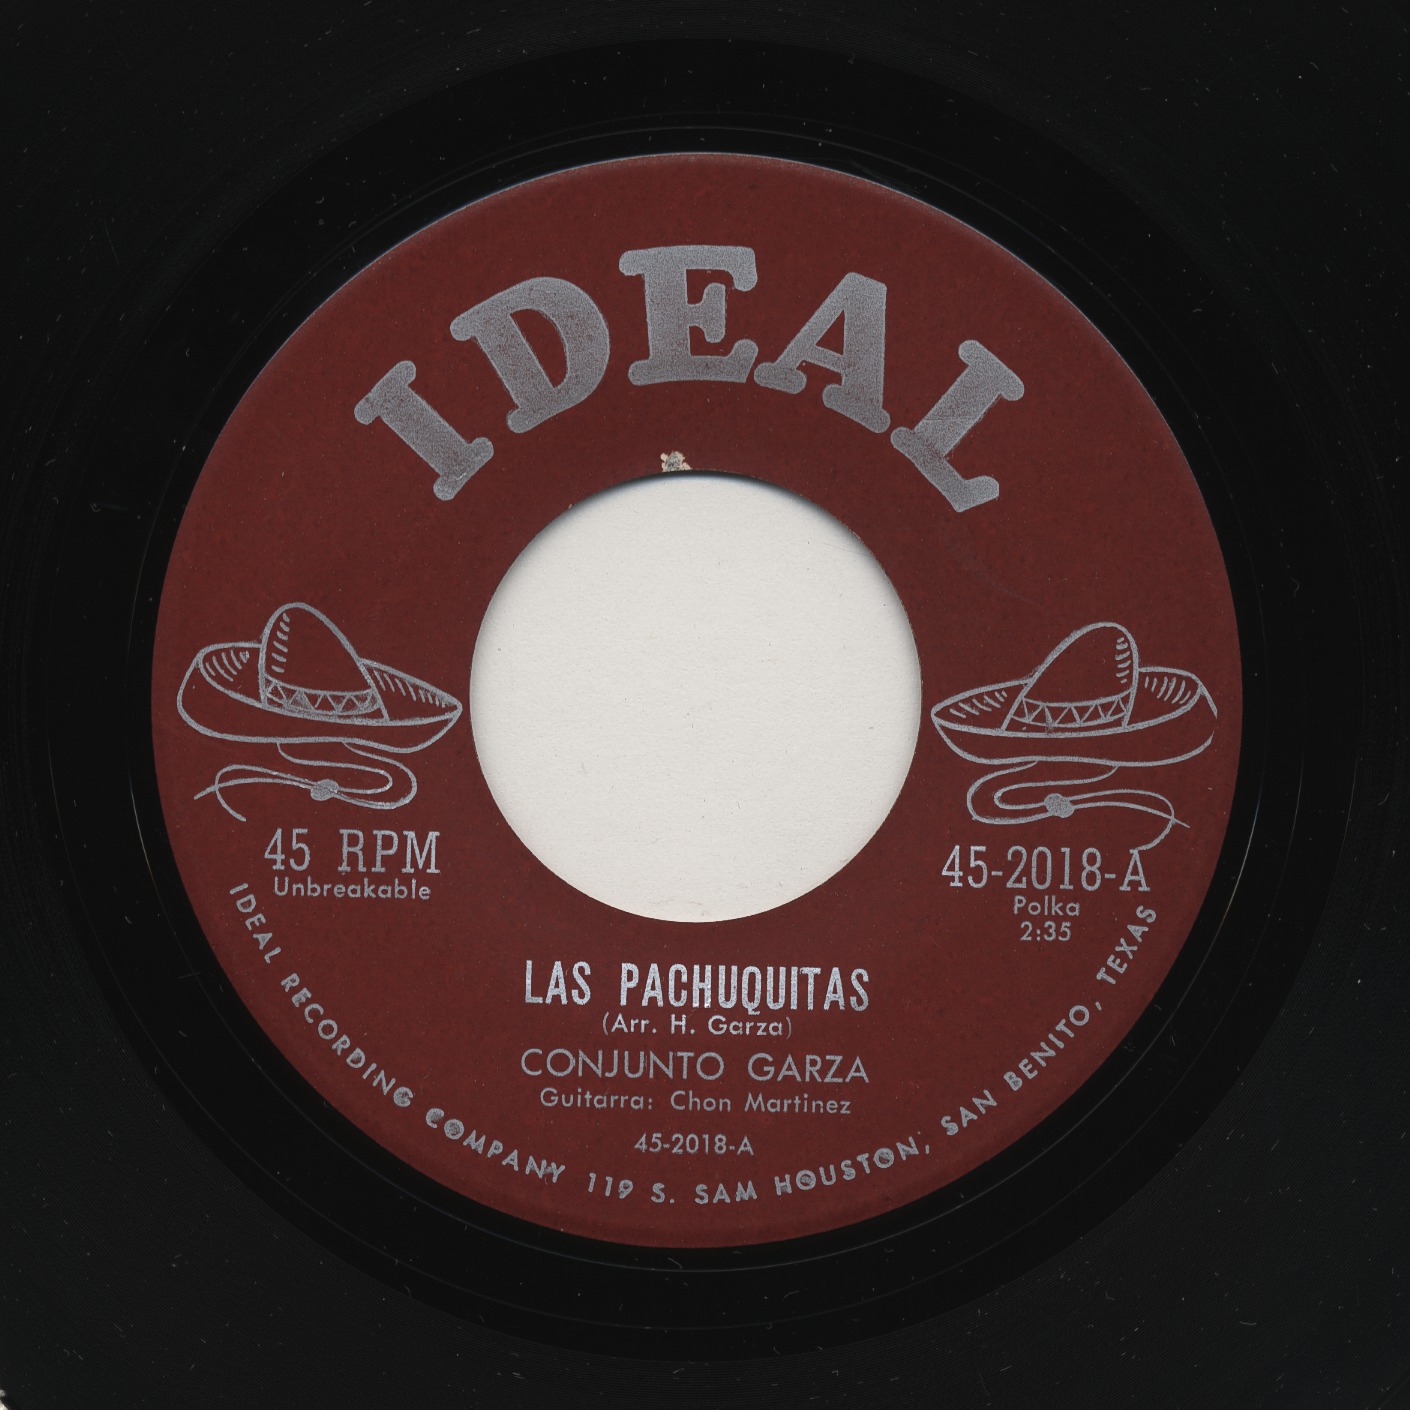 IDEAL
45 RPM
Unbreakable
45-2018-A
Polka
2:35
LAS PACHUQUITAS
(Arr. H. Garza)
CONJUNTO GARZA
Guitarra: Chon Martinez
45-2018-A
IDEAL RECORDING COMPANY 119 S. SAM HOUSTON, SAN BENITO, TEXAS